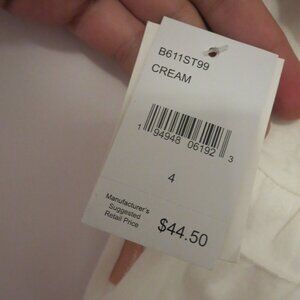 B611ST99
CREAM
1 94948 06192 3
4
Manufacturer's
Suggested
Retail Price
$44.50